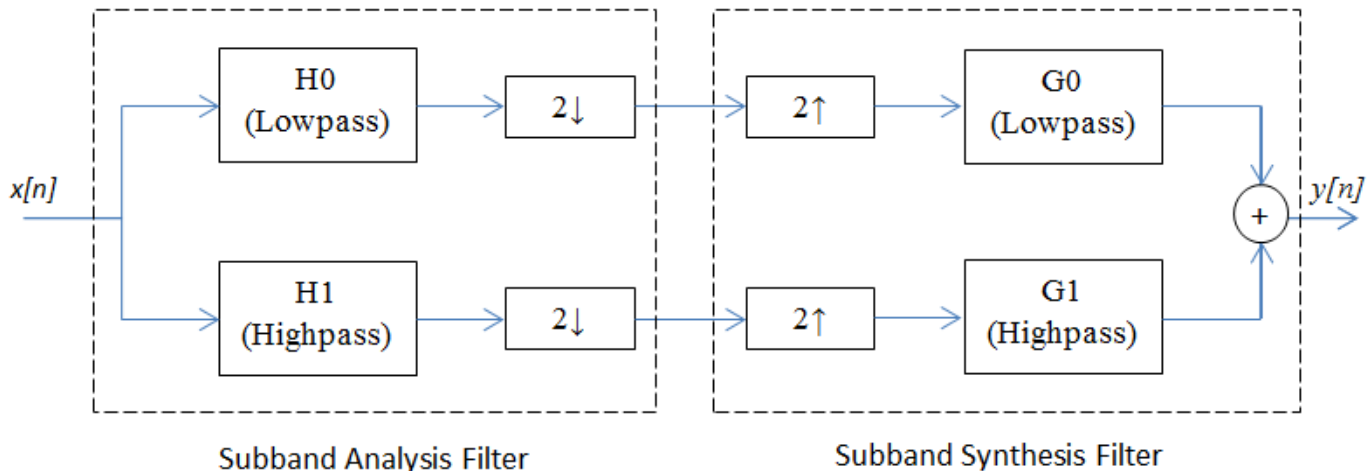 H0
(Lowpass)
2↓
2↑
G0
(Lowpass)
x[n]
+
y[n]
H1
(Highpass)
2↓
2↑
G1
(Highpass)
Subband Analysis Filter
Subband Synthesis Filter